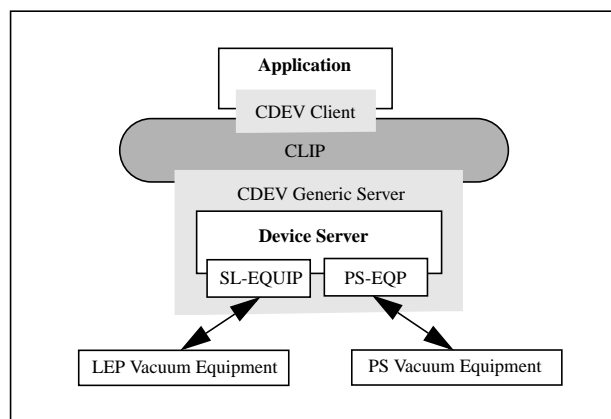 Application
CDEV Client
CLIP
CDEV Generic Server
Device Server
SL-EQUIP PS-EQP
LEP Vacuum Equipment PS Vacuum Equipment